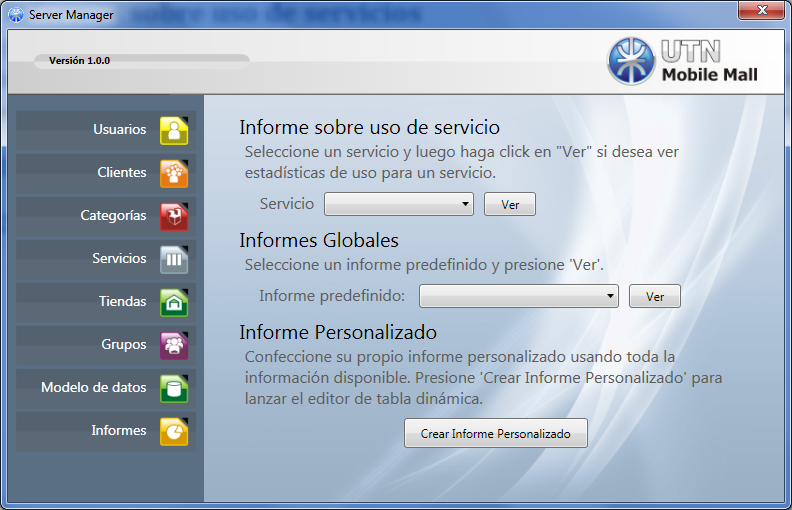 sobre uso de servicios
Server Manager
Versión 1.0.0
UTN
Mobile Mall
Usuarios
Clientes
Categorías
Servicios
Tiendas
Grupos
Modelo de datos
Informes
Informe sobre uso de servicio
Seleccione un servicio y luego haga click en "Ver" si desea ver
estadísticas de uso para un servicio.
Servicio
Ver
Informes Globales
Seleccione un informe predefinido y presione 'Ver'.
Informe predefinido:
Ver
Informe Personalizado
Confeccione su propio informe personalizado usando toda la
información disponible. Presione 'Crear Informe Personalizado' para
lanzar el editor de tabla dinámica.
Crear Informe Personalizado